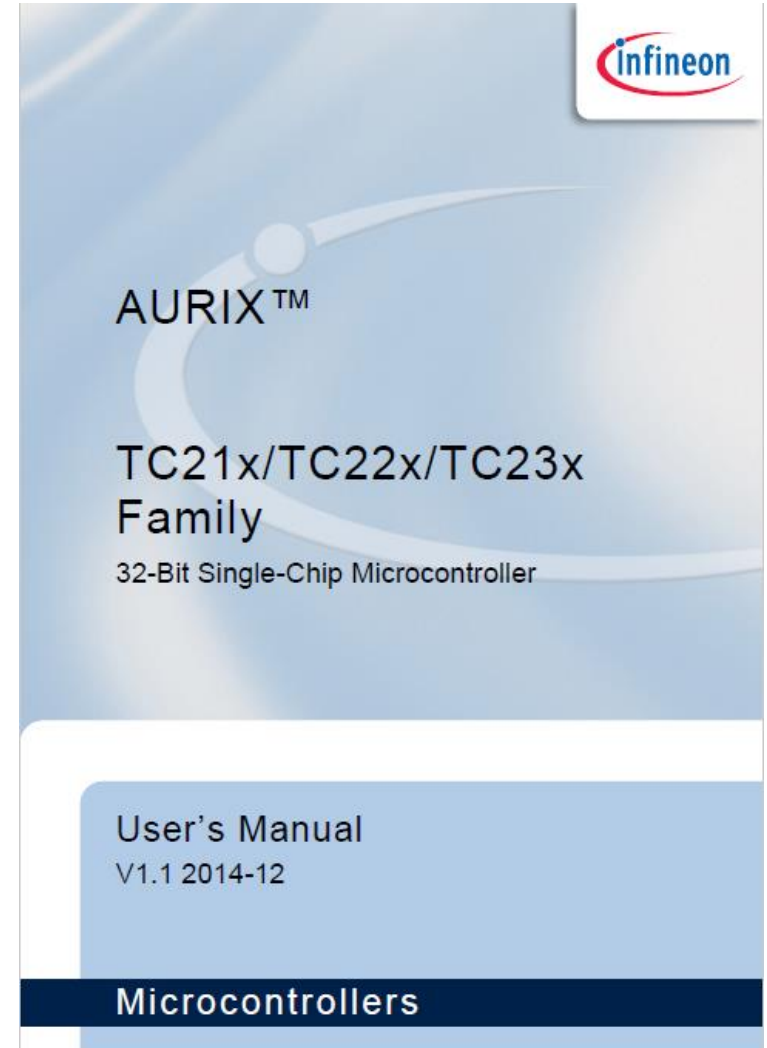 infineon
AURIX™
TC21x/TC22x/TC23x
Family
32-Bit Single-Chip Microcontroller
User's Manual
V1.1 2014-12
Microcontrollers